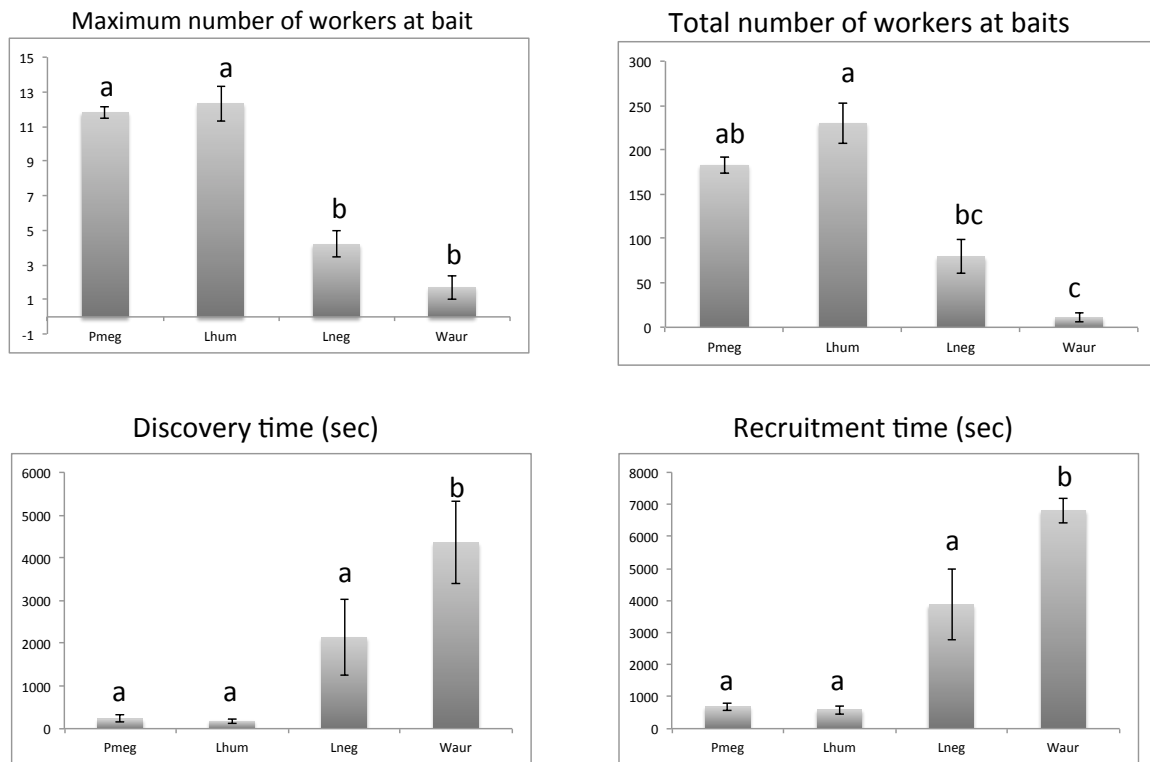 Maximum number of workers at bait
15
13
11
9
7
5
3
1
-1
a
a
b
b
Pmeg Lhum Lneg Waur
Total number of workers at baits
300
250
200
150
100
50
0
ab
a
bc
c
Pmeg Lhum Lneg Waur
Discovery time (sec)
6000
5000
4000
3000
2000
1000
0
a
a
a
b
Pmeg Lhum Lneg Waur
Recruitment time (sec)
8000
7000
6000
5000
4000
3000
2000
1000
0
a
a
a
b
Pmeg Lhum Lneg Waur